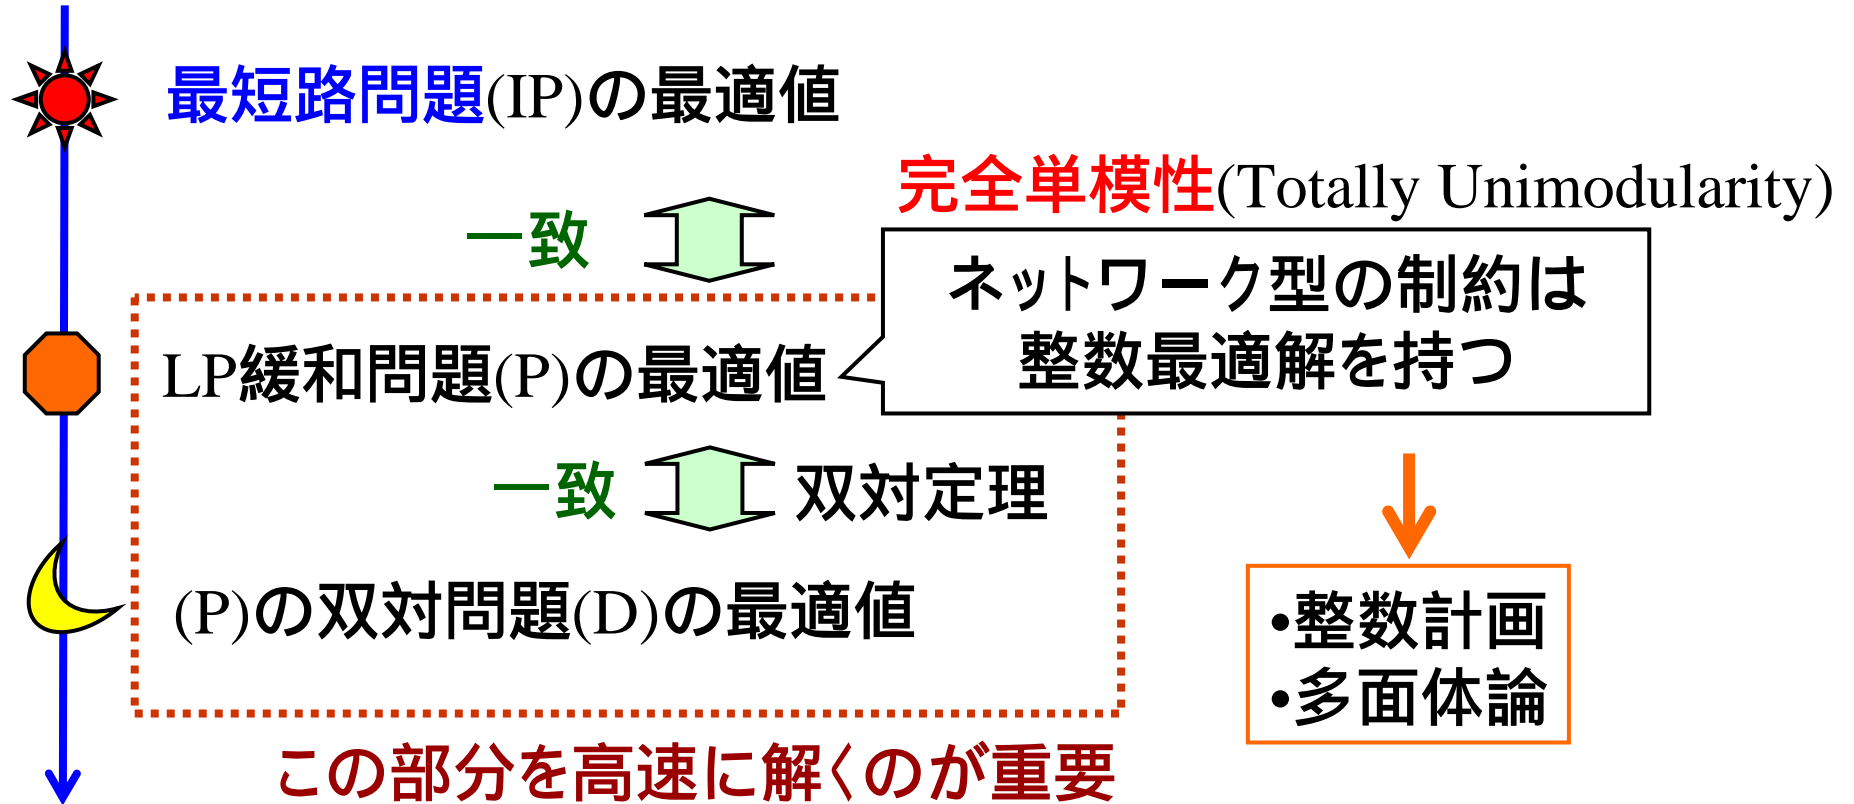 最短路問題(IP)の最適値
完全単模性(Totally Unimodularity)
一致
ネットワーク型の制約は
整数最適解を持つ
LP緩和問題(P)の最適値
一致
双対定理
(P)の双対問題(D)の最適値
•整数計画
•多面体論
この部分を高速に解くのが重要